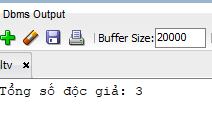 Dbms Output
Buffer Size: 20000
ltv ×
Tổng số độc giả: 3